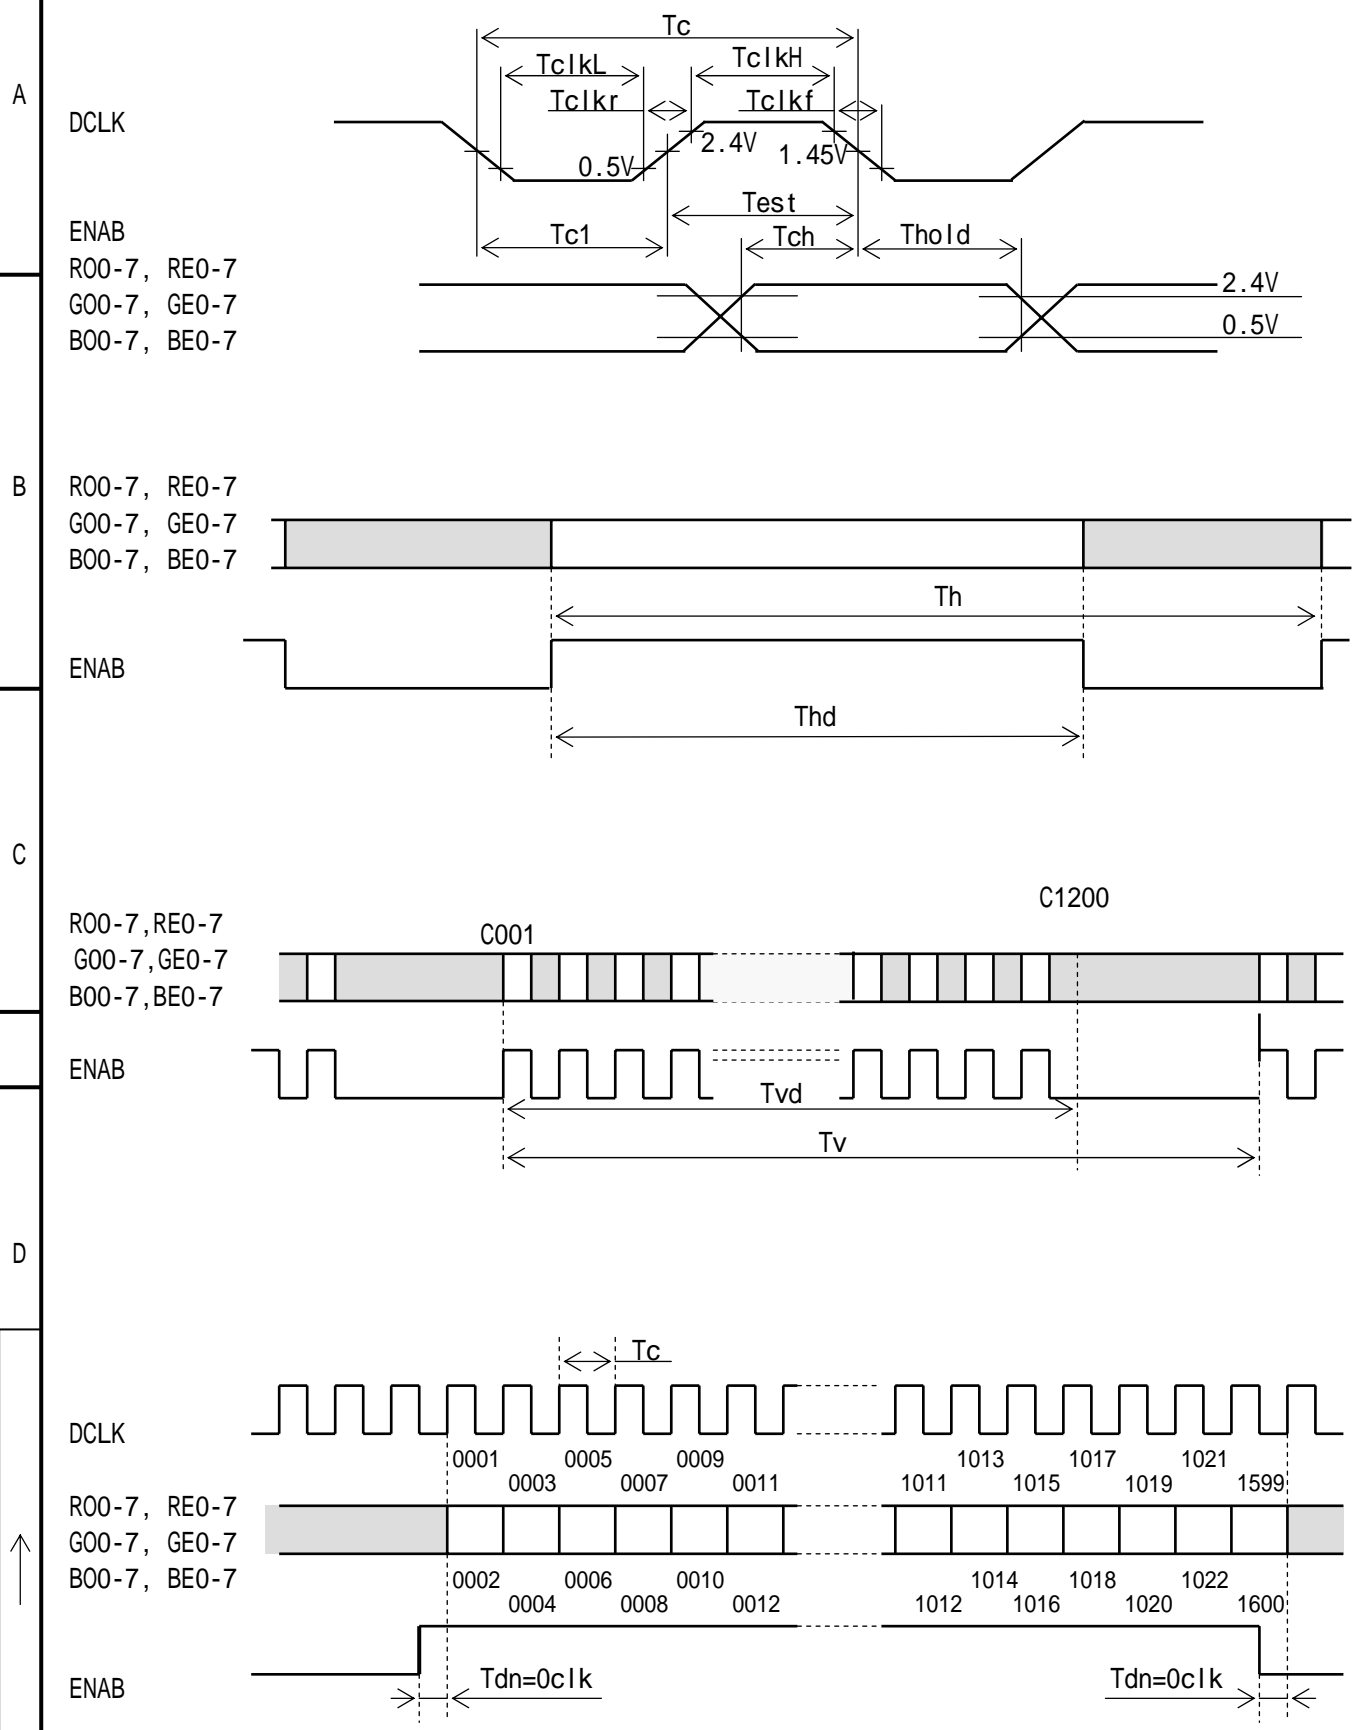 Tc
TclkL TclkH
A
Tclkr Tclkf
DCLK
2.4V
0.5V 1.45V
Test
ENAB
Tc1 Tch Thold
RO0-7, RE0-7
GO0-7, GE0-7 2.4V
BO0-7, BE0-7 0.5V
B
RO0-7, RE0-7
GO0-7, GE0-7
BO0-7, BE0-7
Th
ENAB
Thd
C
C1200
RO0-7,RE0-7
C001
GO0-7,GE0-7
BO0-7,BE0-7
ENAB
Tvd
Tv
D
Tc
DCLK
0001 0005 0009 1013 1017 1021
0003 0007 0011 1011 1015 1019 1599
RO0-7, RE0-7
GO0-7, GE0-7
BO0-7, BE0-7
0002 0006 0010 1014 1018 1022
0004 0008 0012 1012 1016 1020 1600
ENAB
Tdn=0clk Tdn=0clk